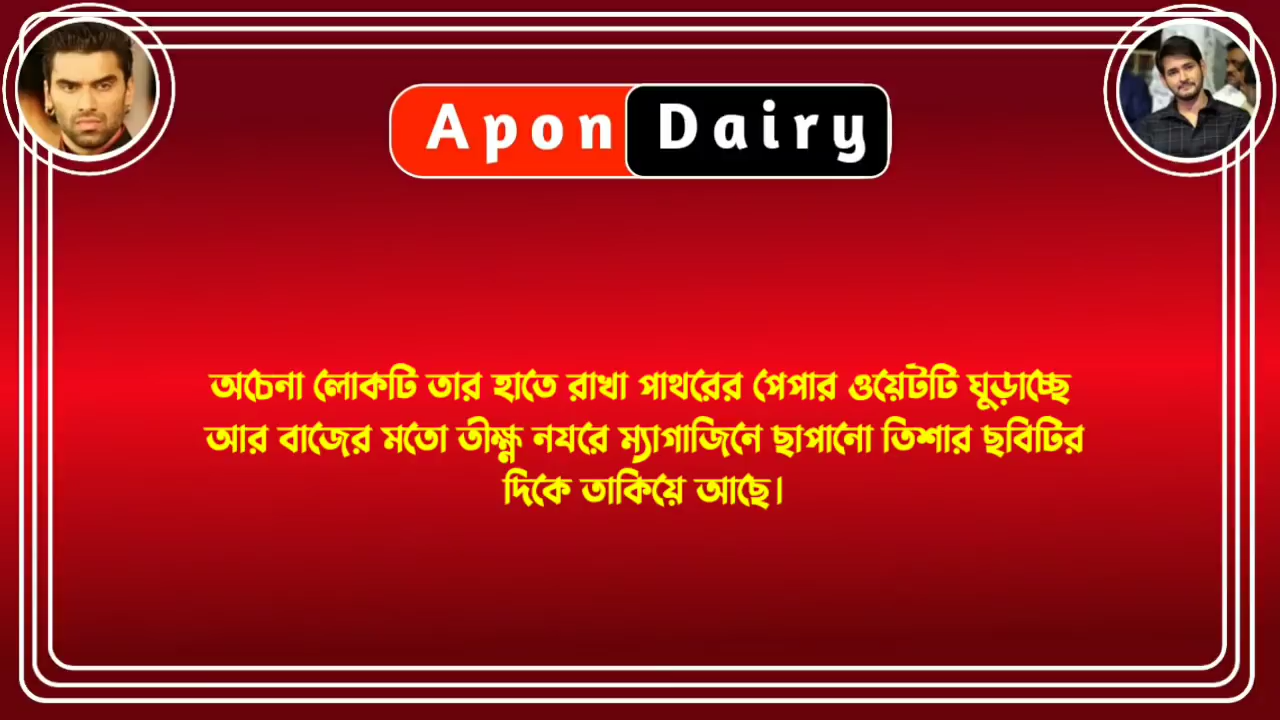 Apon Dairy
অচেনা লোকটি তার হাতে রাখা পাথরের পেপার ওয়েটটি ঘুড়াচ্ছে
আর বাজের মতো তীক্ষ্ণ নযরে ম্যাগাজিনে ছাপানো তিশার ছবিটির
দিকে তাকিয়ে আছে।